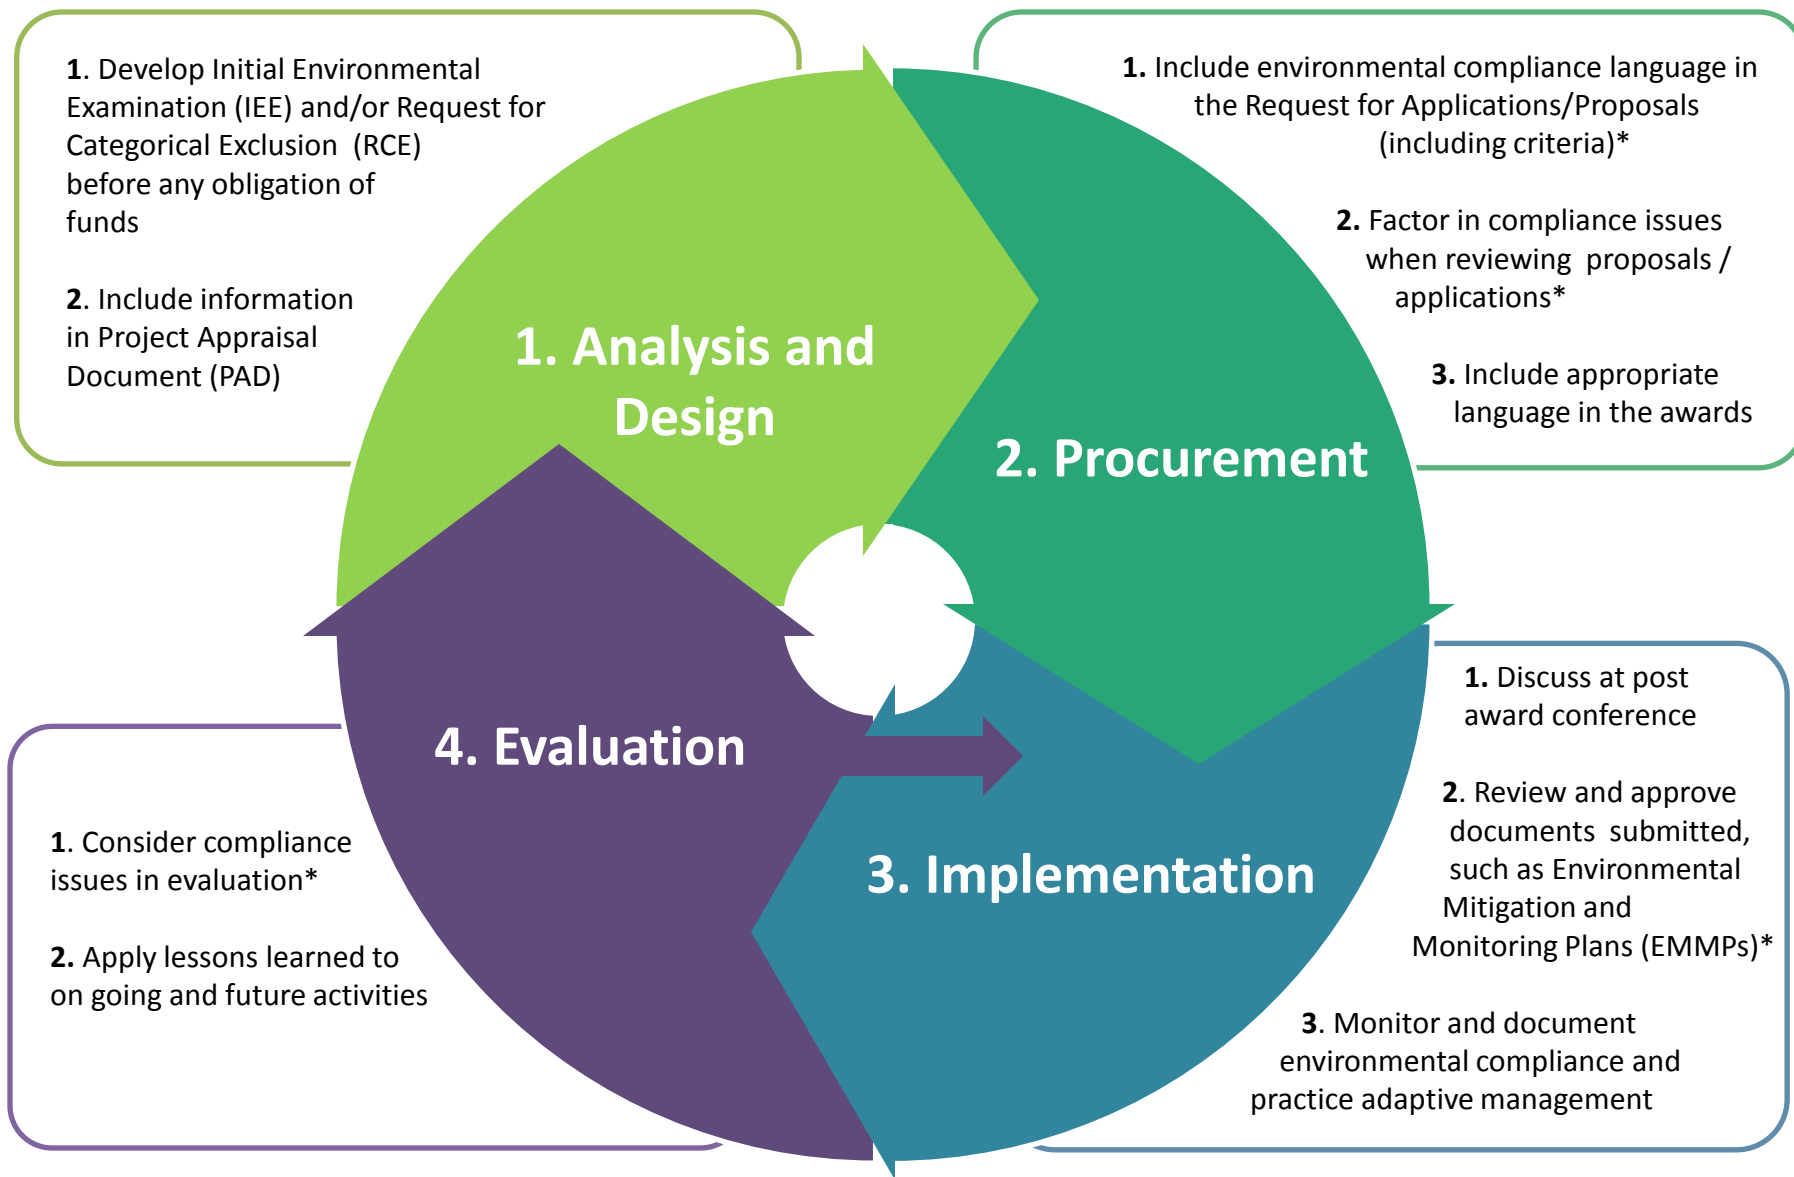 1. Develop Initial Environmental
Examination (IEE) and/or Request for
Categorical Exclusion (RCE)
before any obligation of
funds
2. Include information
in Project Appraisal
Document (PAD)
1. Include environmental compliance language in
the Request for Applications/Proposals
(including criteria)*
2. Factor in compliance issues
when reviewing proposals /
applications*
3. Include appropriate
language in the awards
1. Analysis and
Design
2. Procurement
3. Implementation
4. Evaluation
1. Discuss at post
award conference
2. Review and approve
documents submitted,
such as Environmental
Mitigation and
Monitoring Plans (EMMPs)*
3. Monitor and document
environmental compliance and
practice adaptive management
1. Consider compliance
issues in evaluation*
2. Apply lessons learned to
on going and future activities